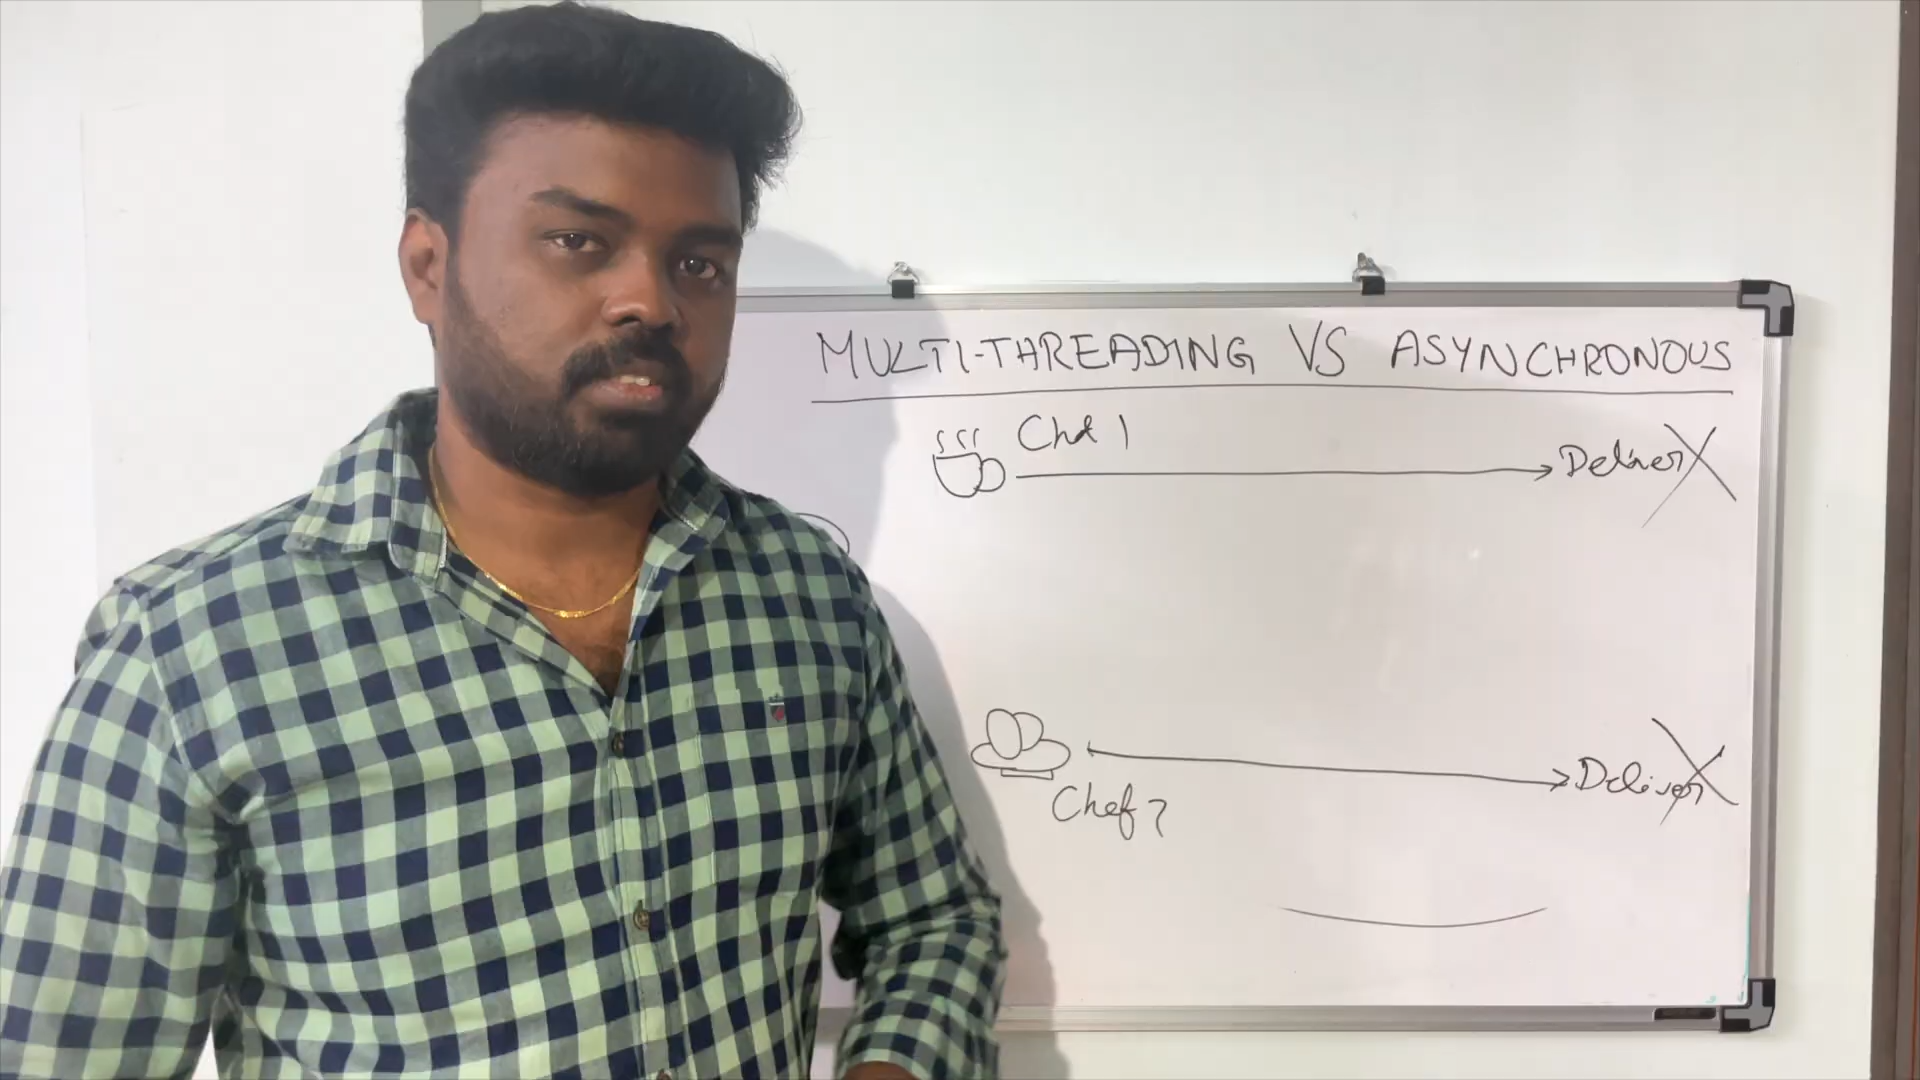 MULTI-THREADING VS ASYNCHRONOUS
Chef 1
Deliver
Deliver
Chef 2